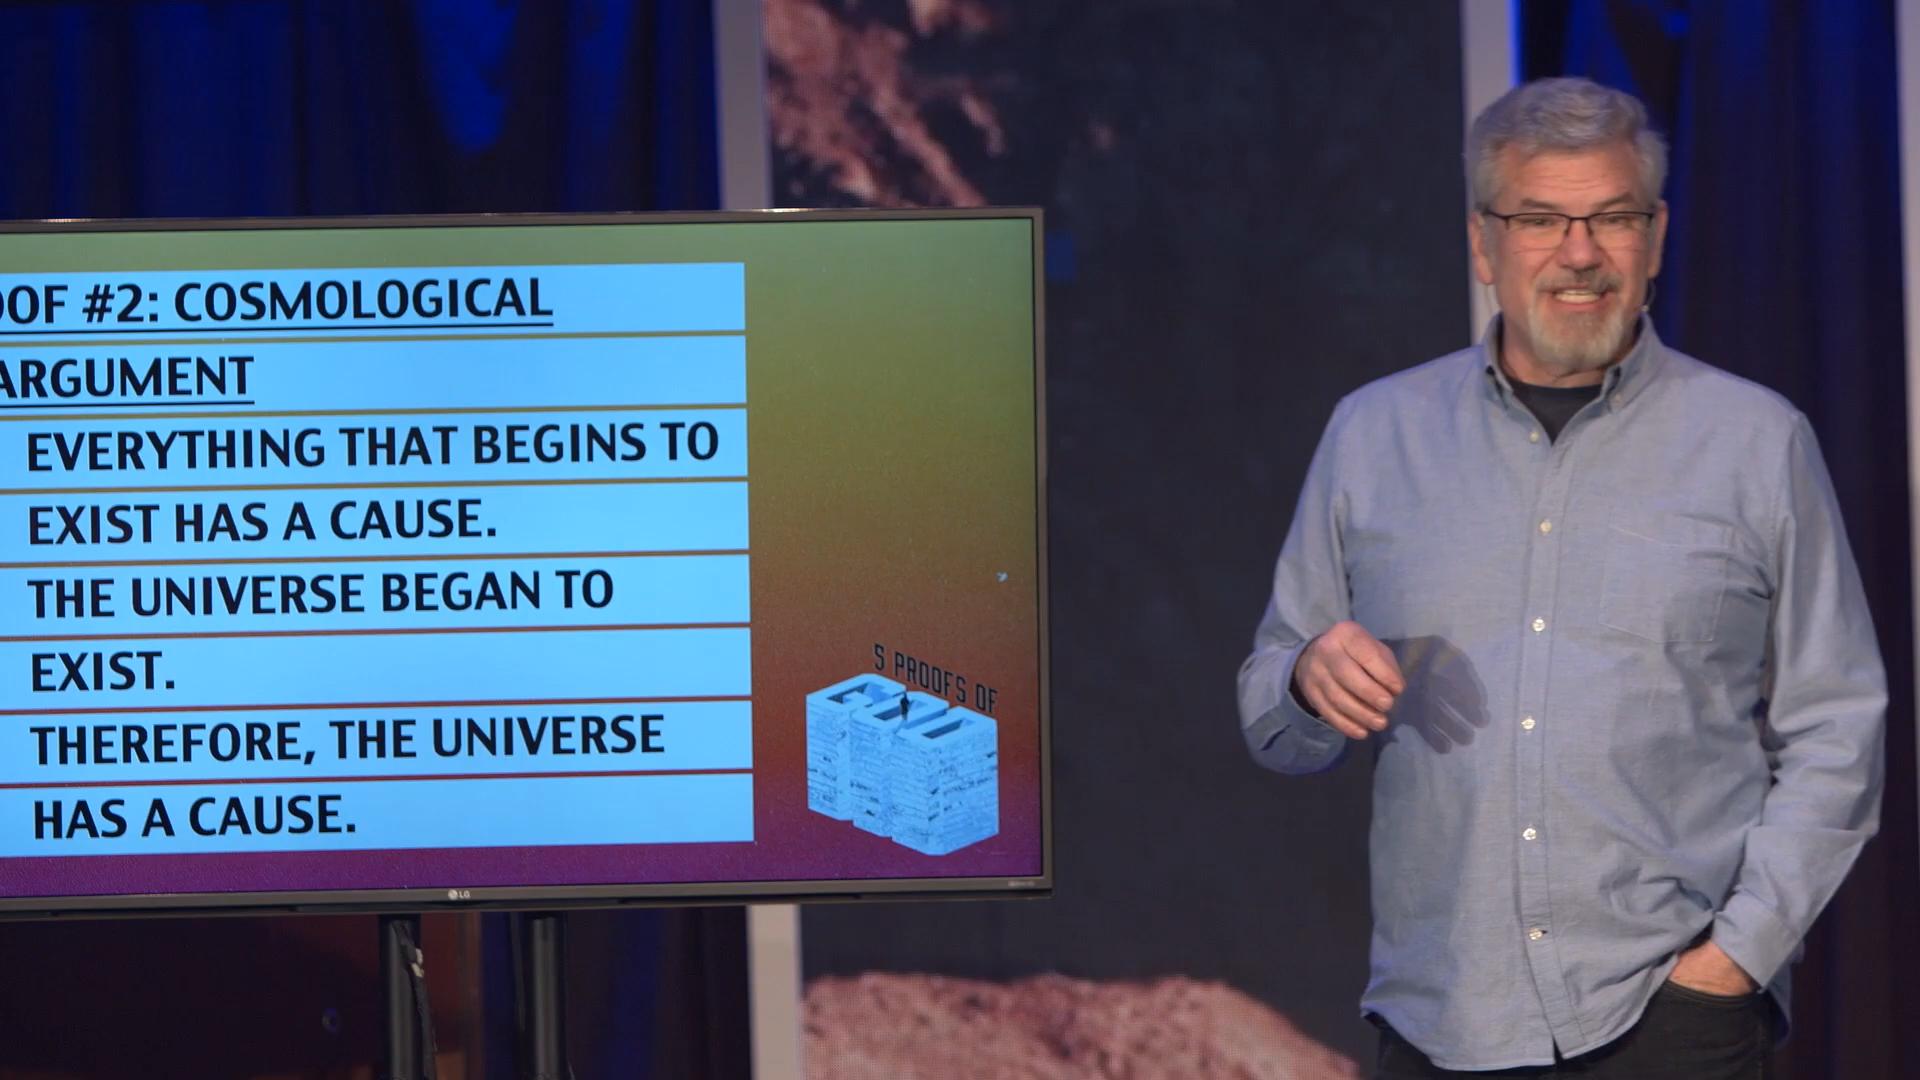 OOF #2: COSMOLOGICAL
ARGUMENT
EVERYTHING THAT BEGINS TO
EXIST HAS A CAUSE.
THE UNIVERSE BEGAN TO
EXIST.
THEREFORE, THE UNIVERSE
HAS A CAUSE.
5 PROOFS OF
GOD
LG